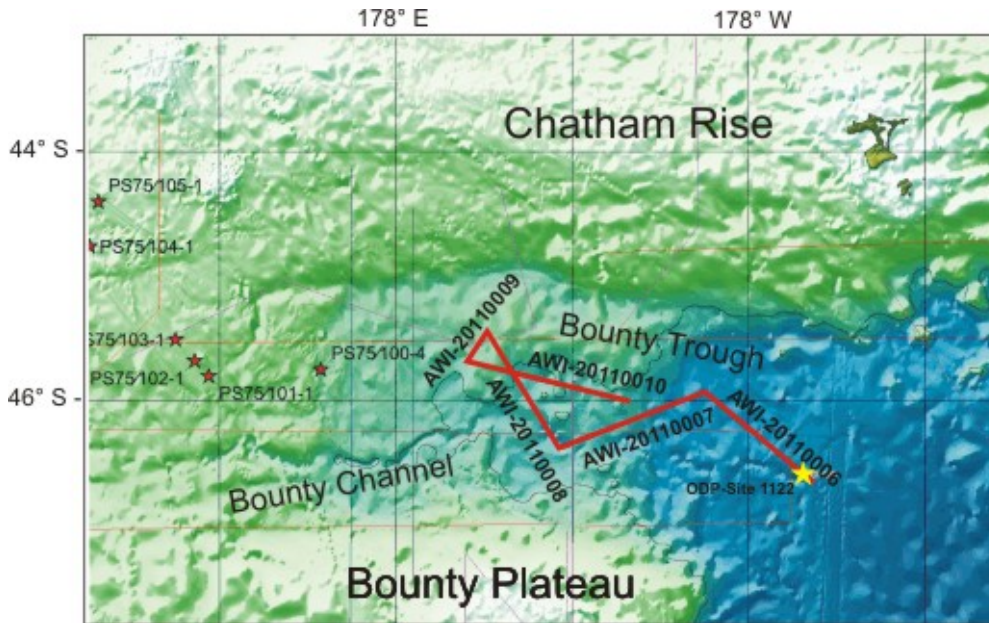 178° E
178° W
Chatham Rise
44° S
PS75/105-1
PS75/104-1
AWI-20110009
Bounty Trough
S75/103-1
PS75/100-4
AWI-20110010
PS75/102-1
PS75/101-1
46° S
AWI-20110008
AWI-20110007
AWI-20110006
Bounty Channel
ODP-Site 1122
Bounty Plateau